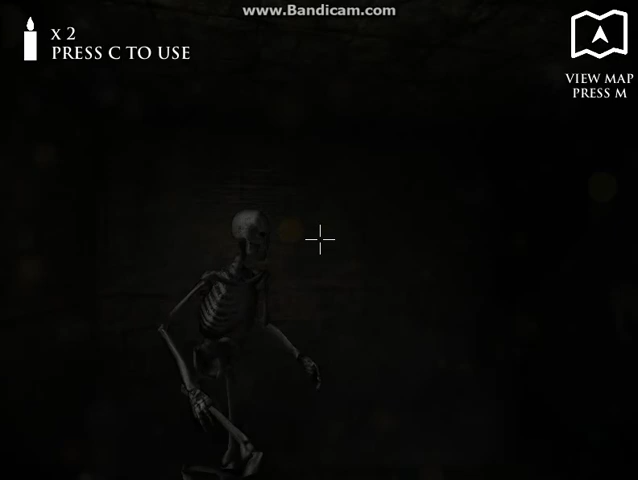 www.Bandicam.com
x 2
PRESS C TO USE
VIEW MAP
PRESS M